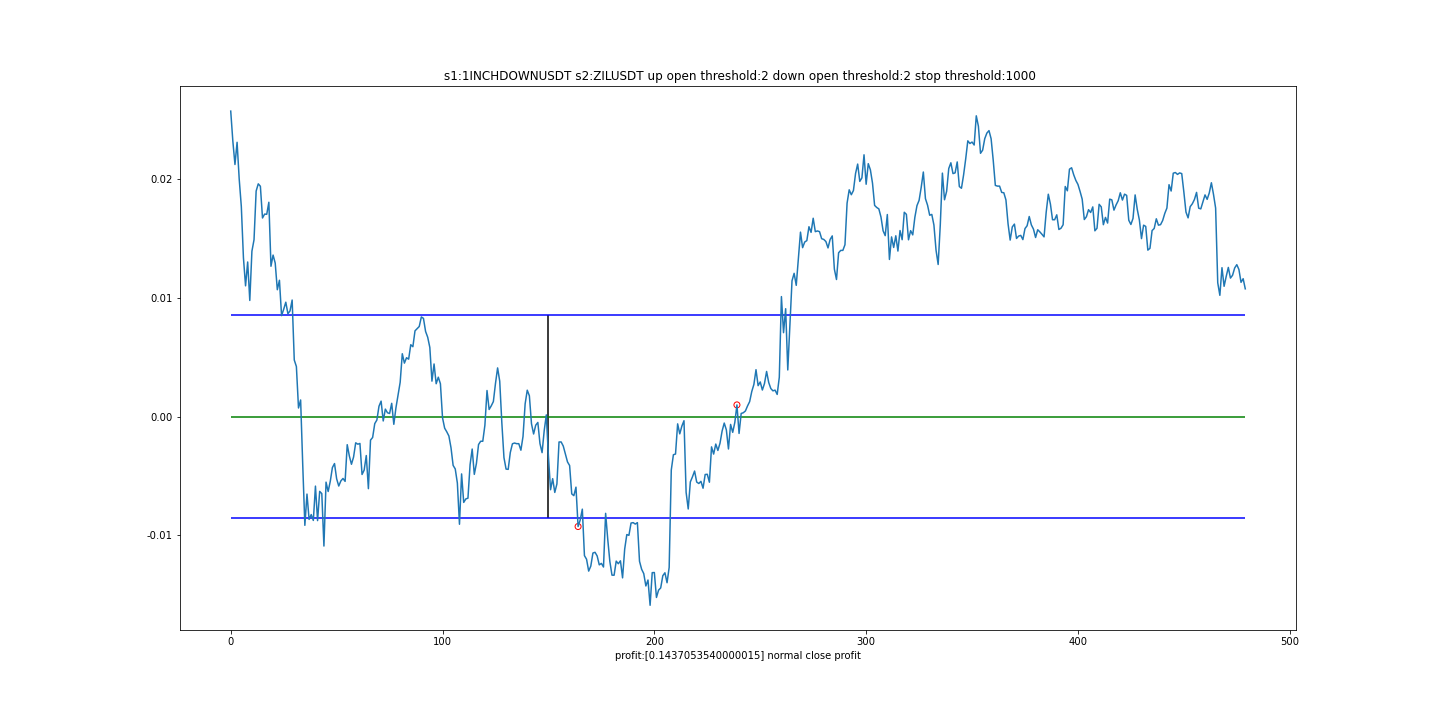 s1:1INCHDOWNUSDT s2:ZILUSDT up open threshold:2 down open threshold:2 stop threshold:1000
0.02
0.01
0.00
-0.01
0 100 200 300 400 500
profit:[0.1437053540000015] normal close profit